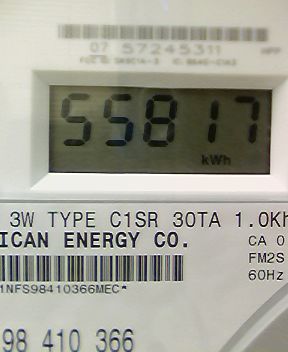 07 57245311
55817
kWh
3W TYPE C1SR 30TA 1.0Kh
ICAN ENERGY CO.
CA 0
FM2S
60Hz
1NFS98410366MEC*
98 410 366